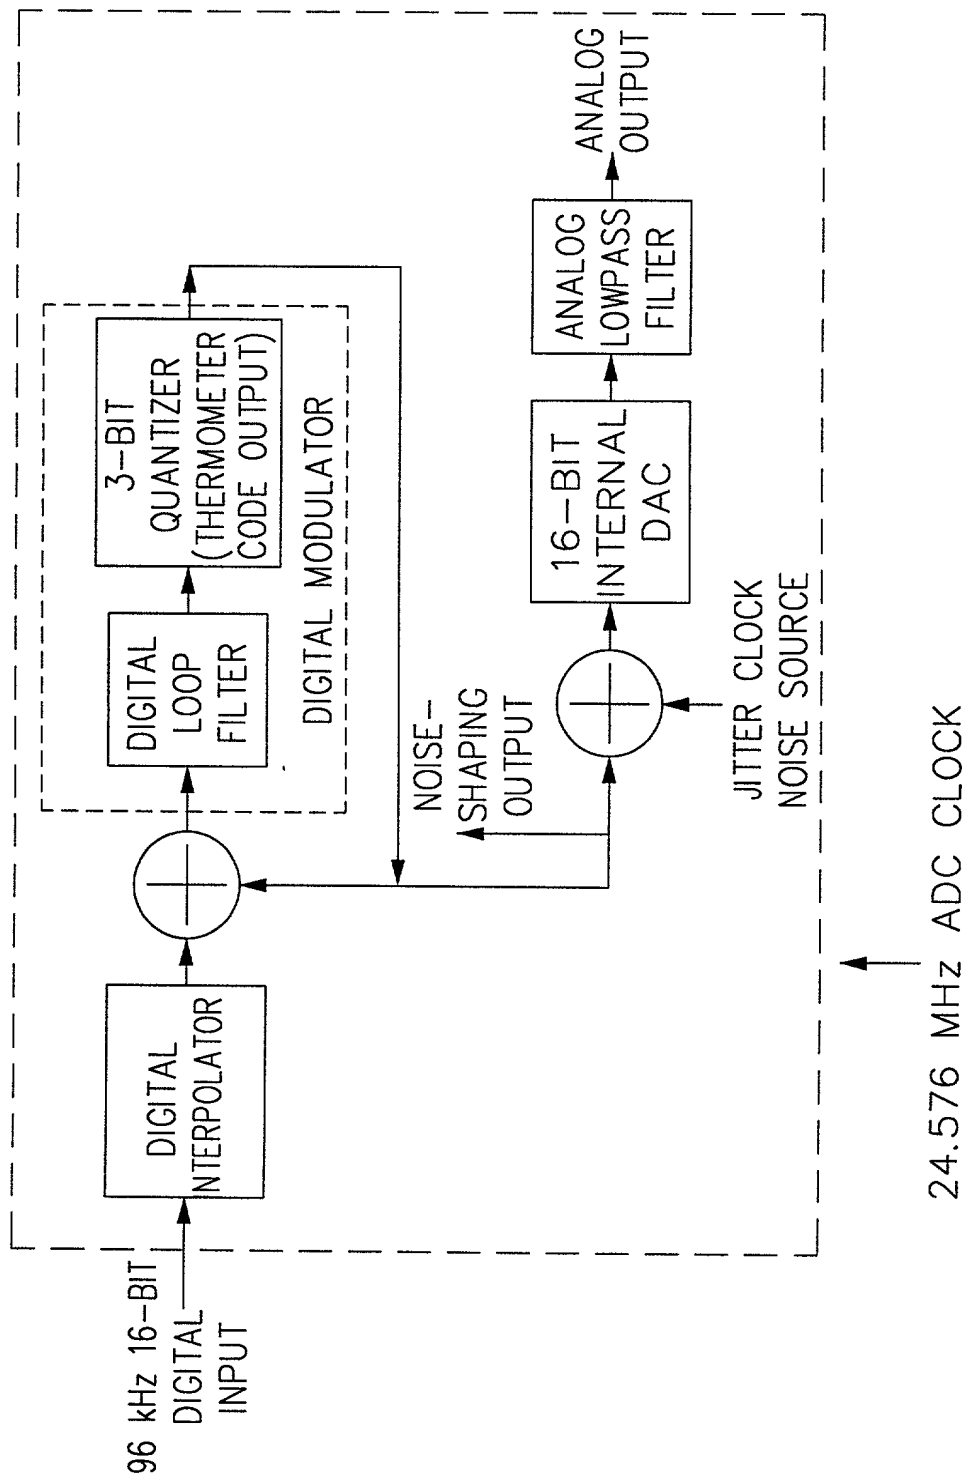 96 kHz 16-BIT
DIGITAL
INPUT
DIGITAL
NTERPOLATOR
DIGITAL
LOOP
FILTER
3-BIT
QUANTIZER
(THERMOMETER
CODE OUTPUT)
DIGITAL MODULATOR
NOISE-
SHAPING
OUTPUT
JITTER CLOCK
NOISE SOURCE
16-BIT
INTERNAL
DAC
ANALOG
LOWPASS
FILTER
ANALOG
OUTPUT
24.576 MHz ADC CLOCK